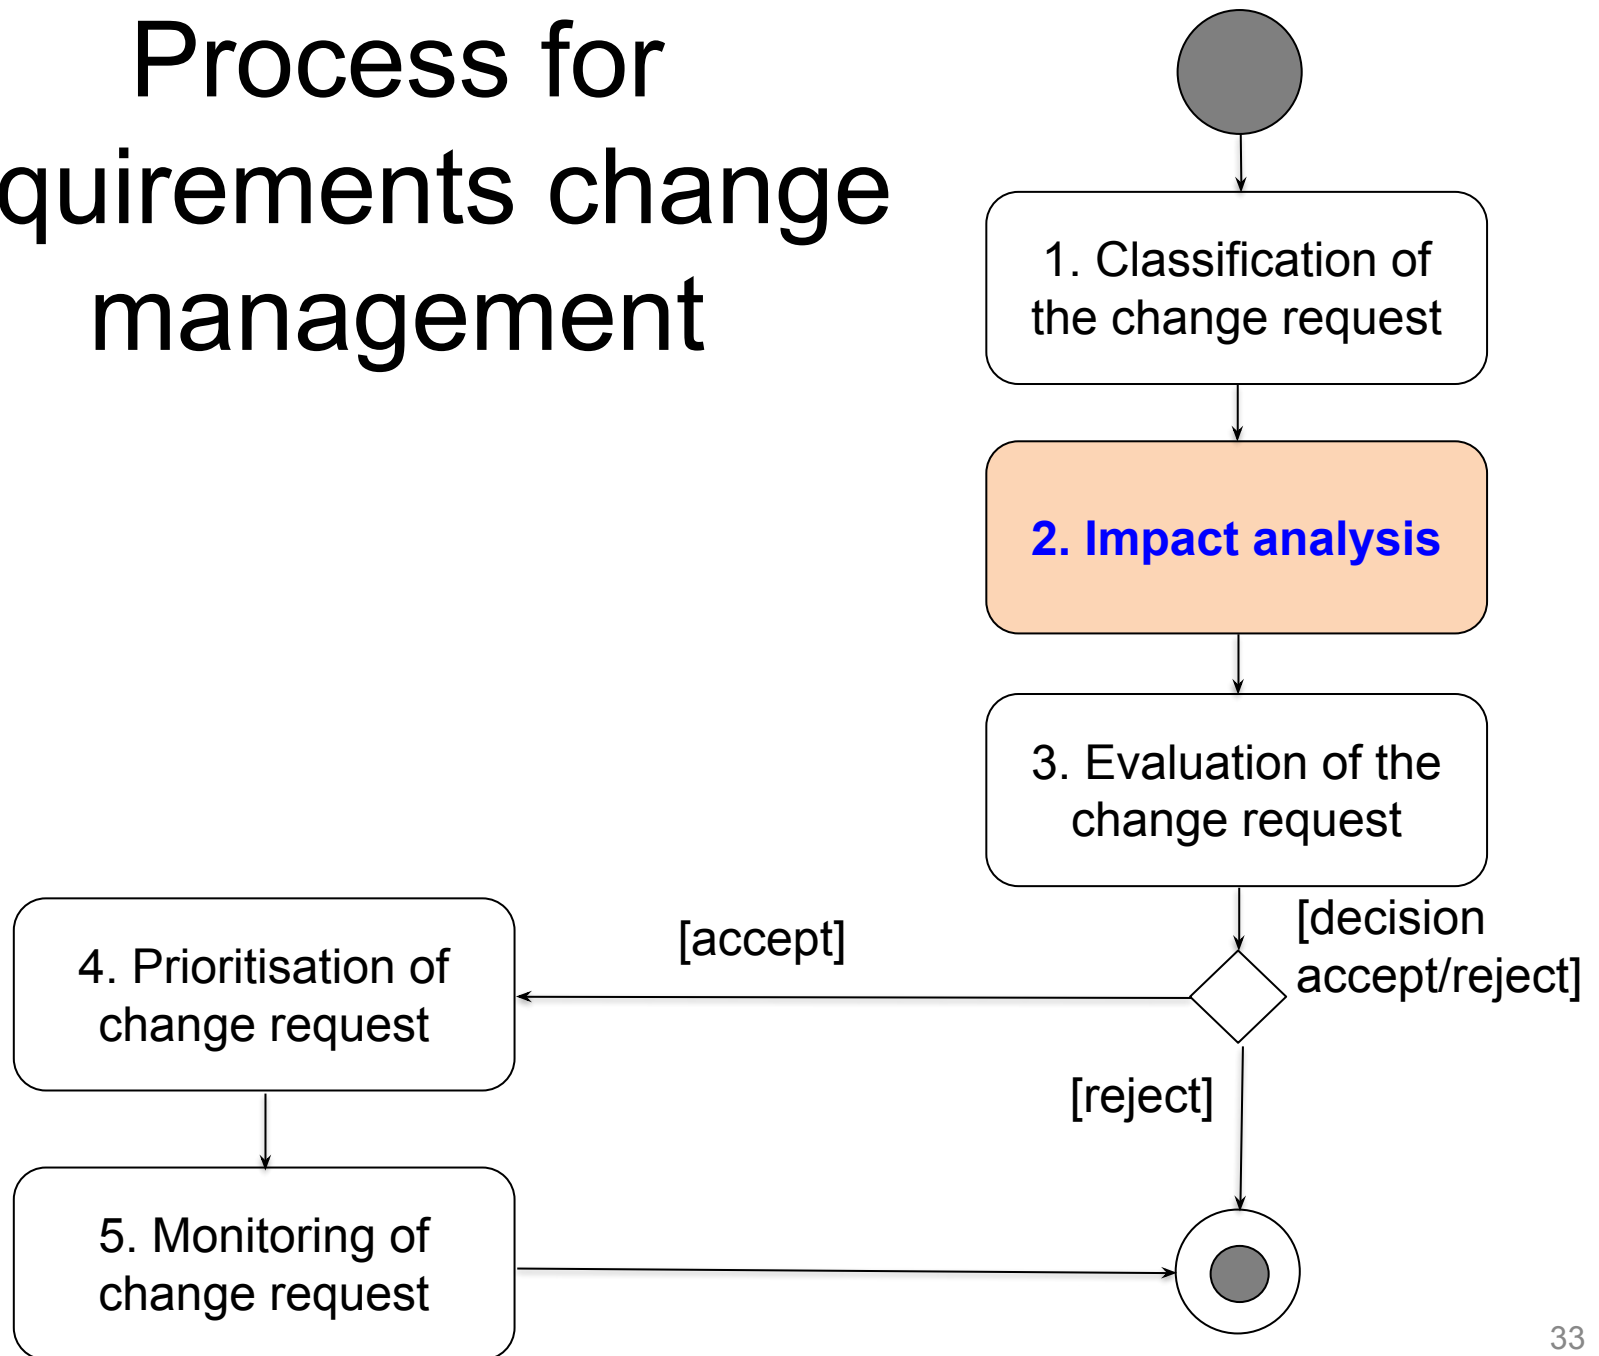 Process for
quirements change
management
1. Classification of
the change request
2. Impact analysis
3. Evaluation of the
change request
[decision
accept/reject]
[accept]
4. Prioritisation of
change request
[reject]
5. Monitoring of
change request
33